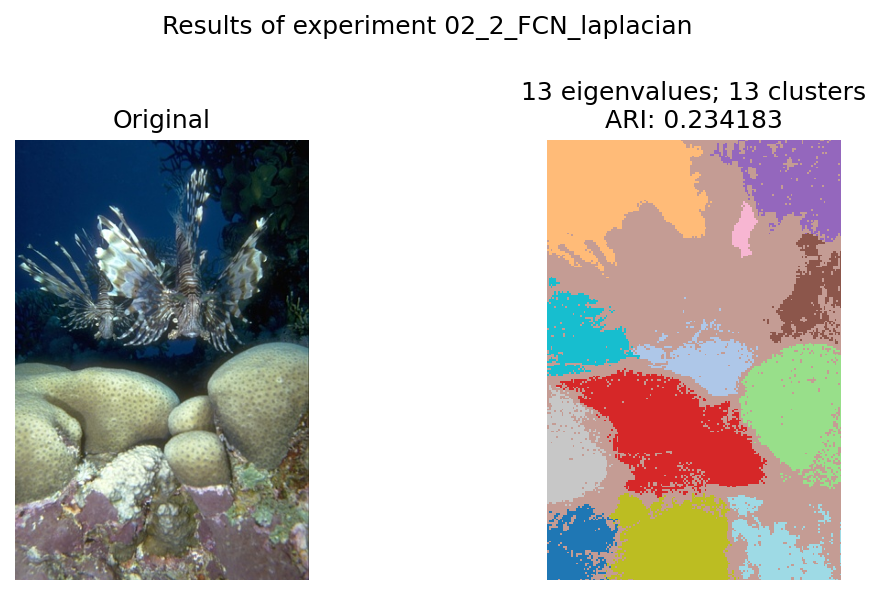 Results of experiment 02_2_FCN_laplacian
Original
13 eigenvalues; 13 clusters
ARI: 0.234183